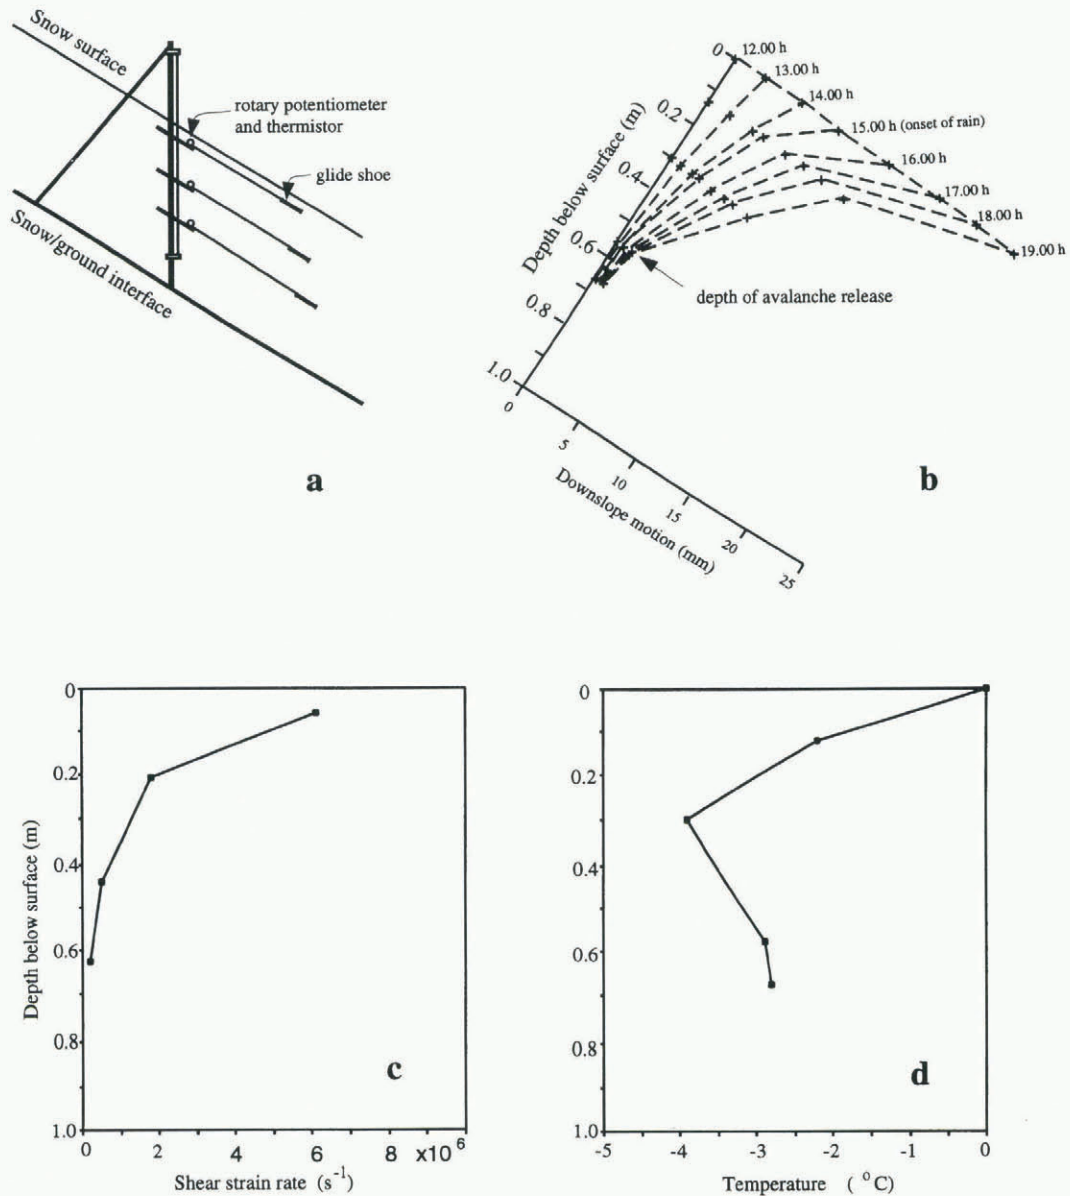 Snow surface
rotary potentiometer
and thermistor
glide shoe
Snow/ground interface
a
0
0.2
0.4
0.6
0.8
1.0
Depth below surface (m)
12.00 h
13.00 h
14.00 h
15.00 h (onset of rain)
16.00 h
17.00 h
18.00 h
19.00 h
depth of avalanche release
0
5
10
15
20
25
Downslope motion (mm)
b
0
0.2
0.4
0.6
0.8
1.0
Depth below surface (m)
c
0 2 4 6 8 x10⁶
Shear strain rate (s⁻¹)
0
0.2
0.4
0.6
0.8
1.0
d
-5 -4 -3 -2 -1 0
Temperature ( °C)